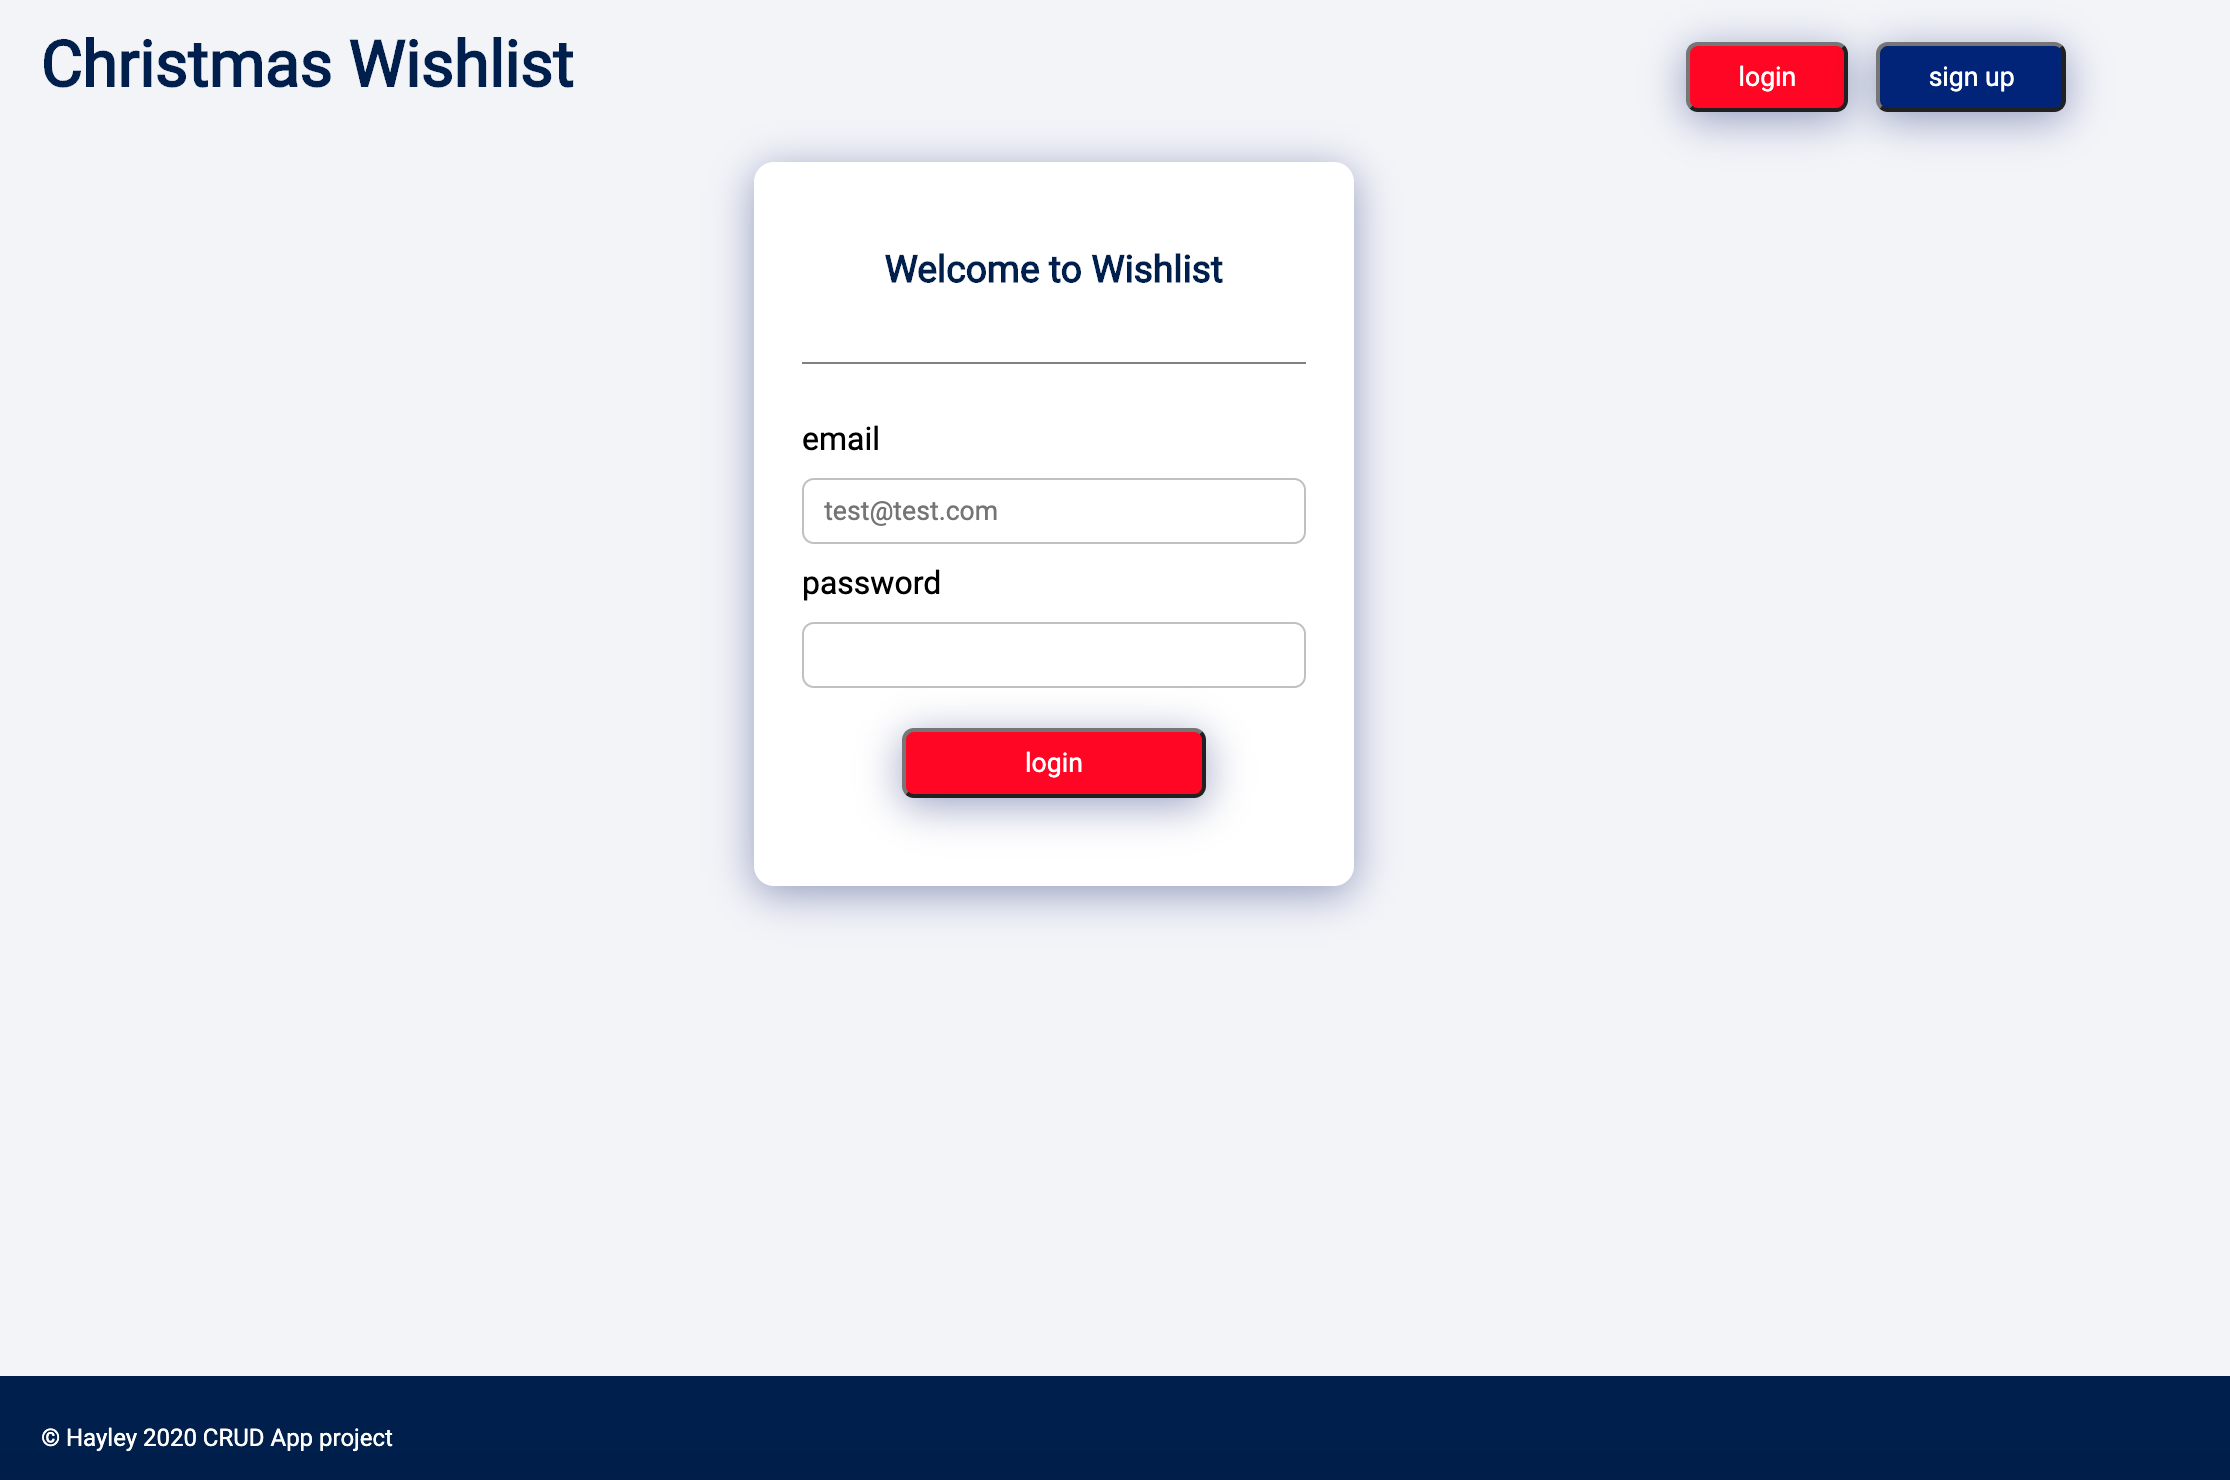 Christmas Wishlist
login
sign up
Welcome to Wishlist
email
test@test.com
password
login
© Hayley 2020 CRUD App project